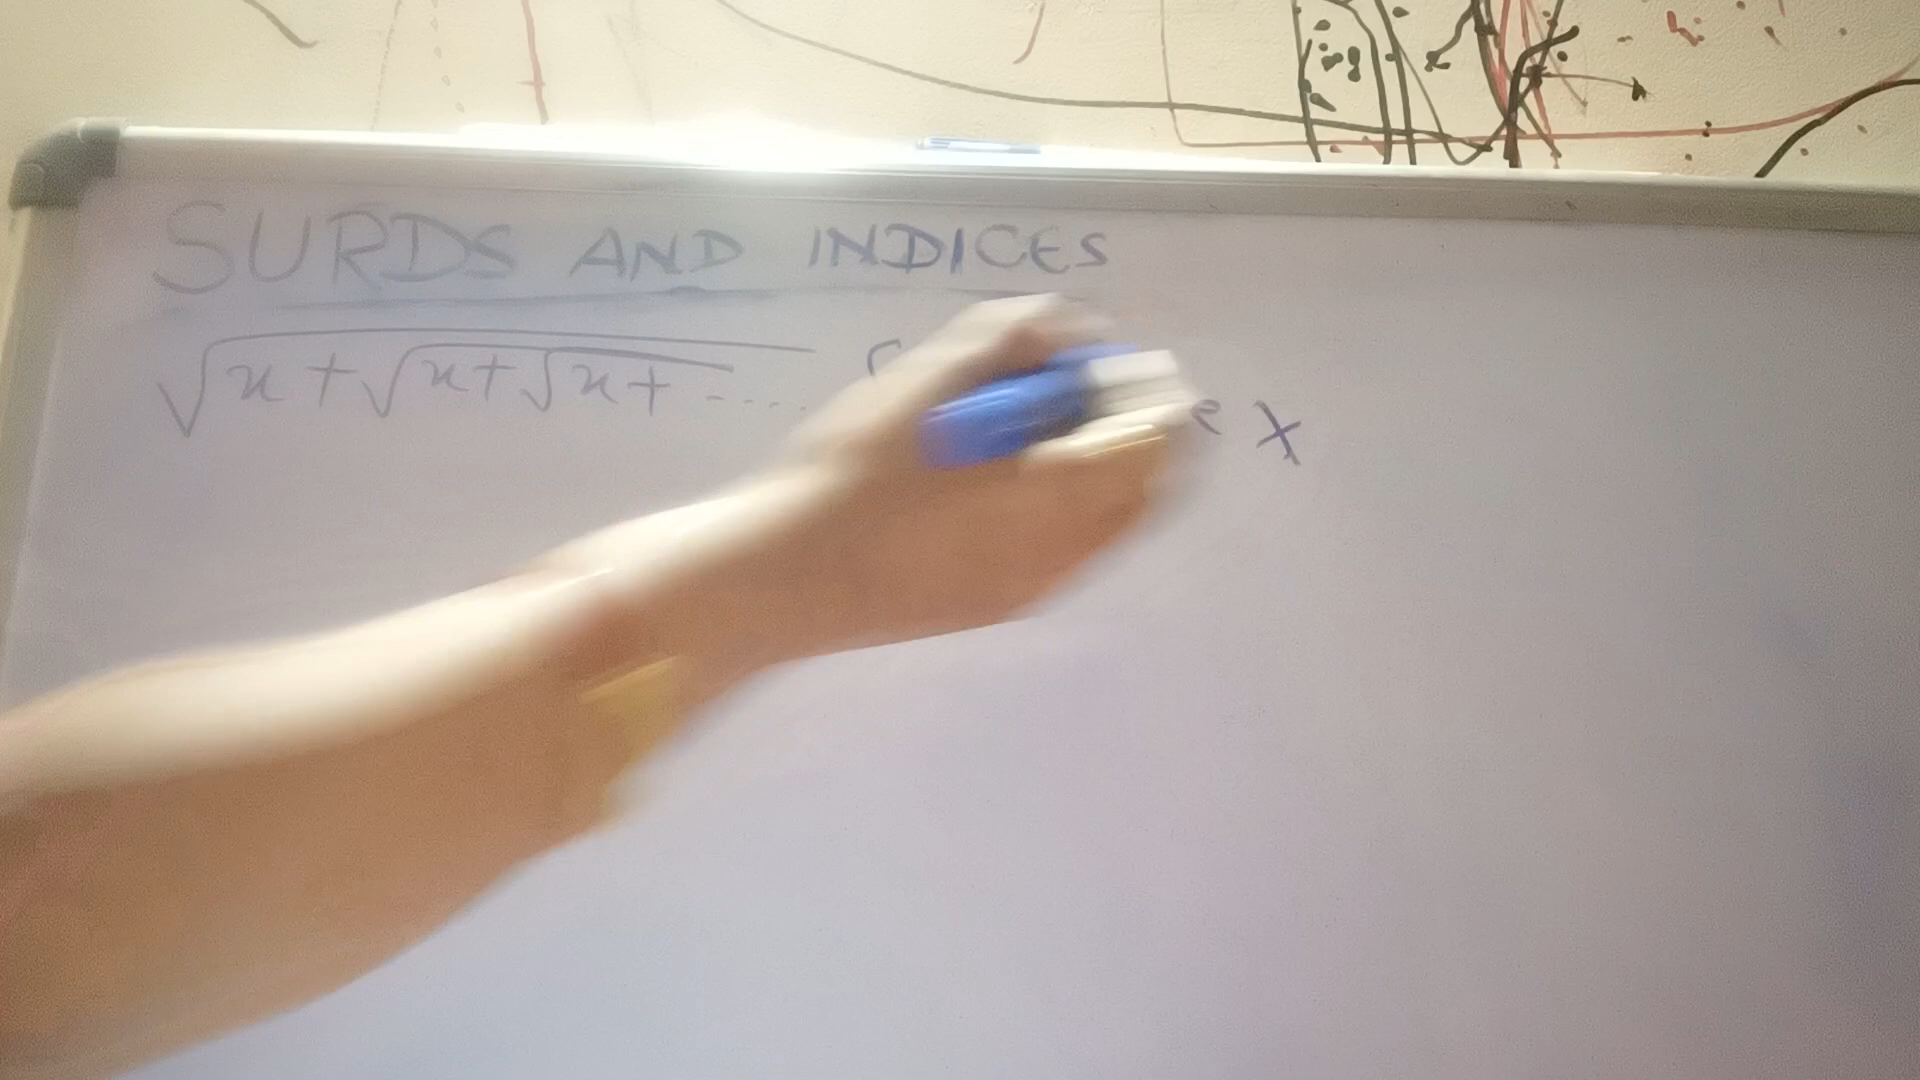 SURDS AND INDICES
√x+√x+√x+ .... x